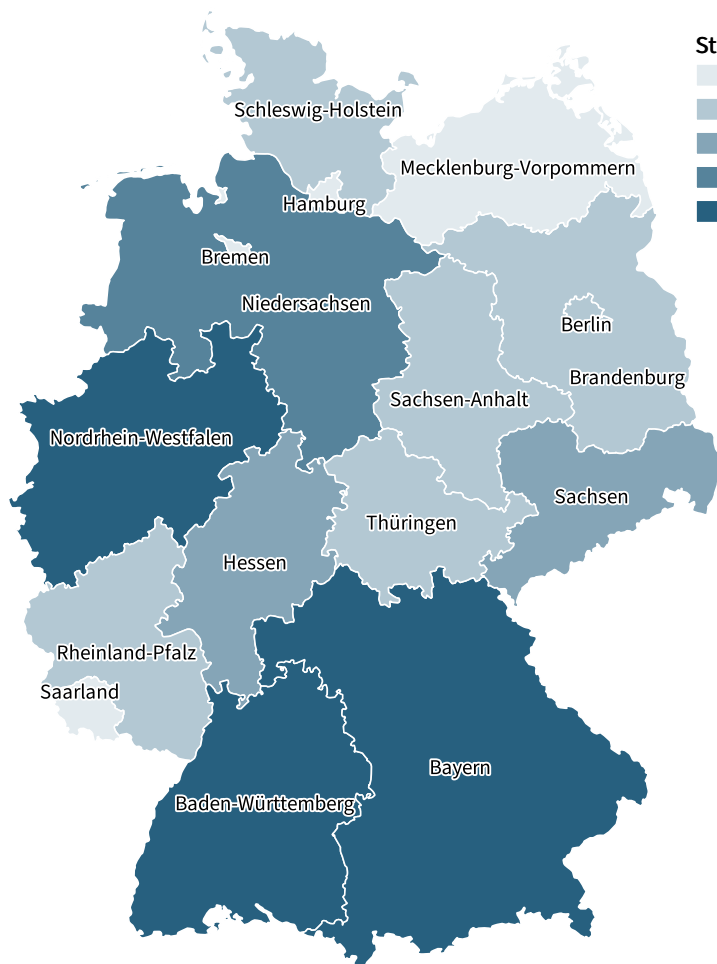 St
Schleswig-Holstein
Mecklenburg-Vorpommern
Hamburg
Bremen
Niedersachsen
Berlin
Brandenburg
Sachsen-Anhalt
Nordrhein-Westfalen
Sachsen
Thüringen
Hessen
Rheinland-Pfalz
Saarland
Bayern
Baden-Württemberg